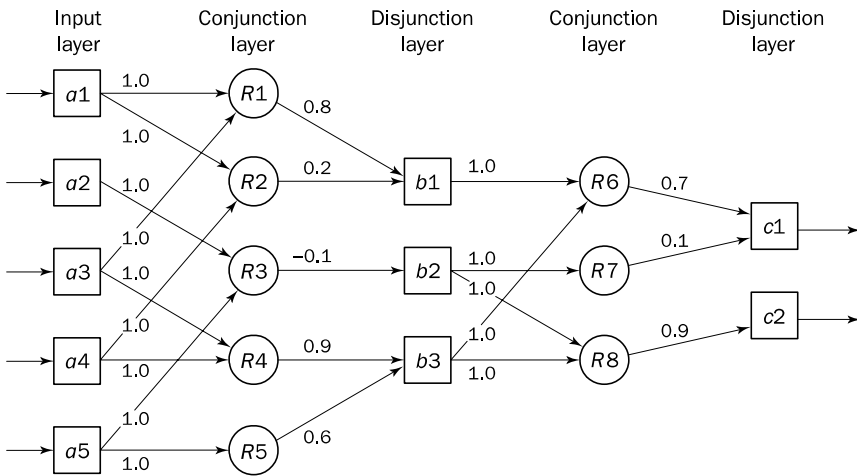 Input layer
Conjunction layer
Disjunction layer
Conjunction layer
Disjunction layer
a1
1.0
R1
0.8
1.0
a2
1.0
R2
0.2
b1
1.0
R6
0.7
c1
1.0
a3
1.0
R3
−0.1
b2
1.0
R7
0.1
1.0
c2
1.0
a4
1.0
R4
0.9
b3
1.0
1.0
R8
0.9
1.0
a5
1.0
R5
0.6